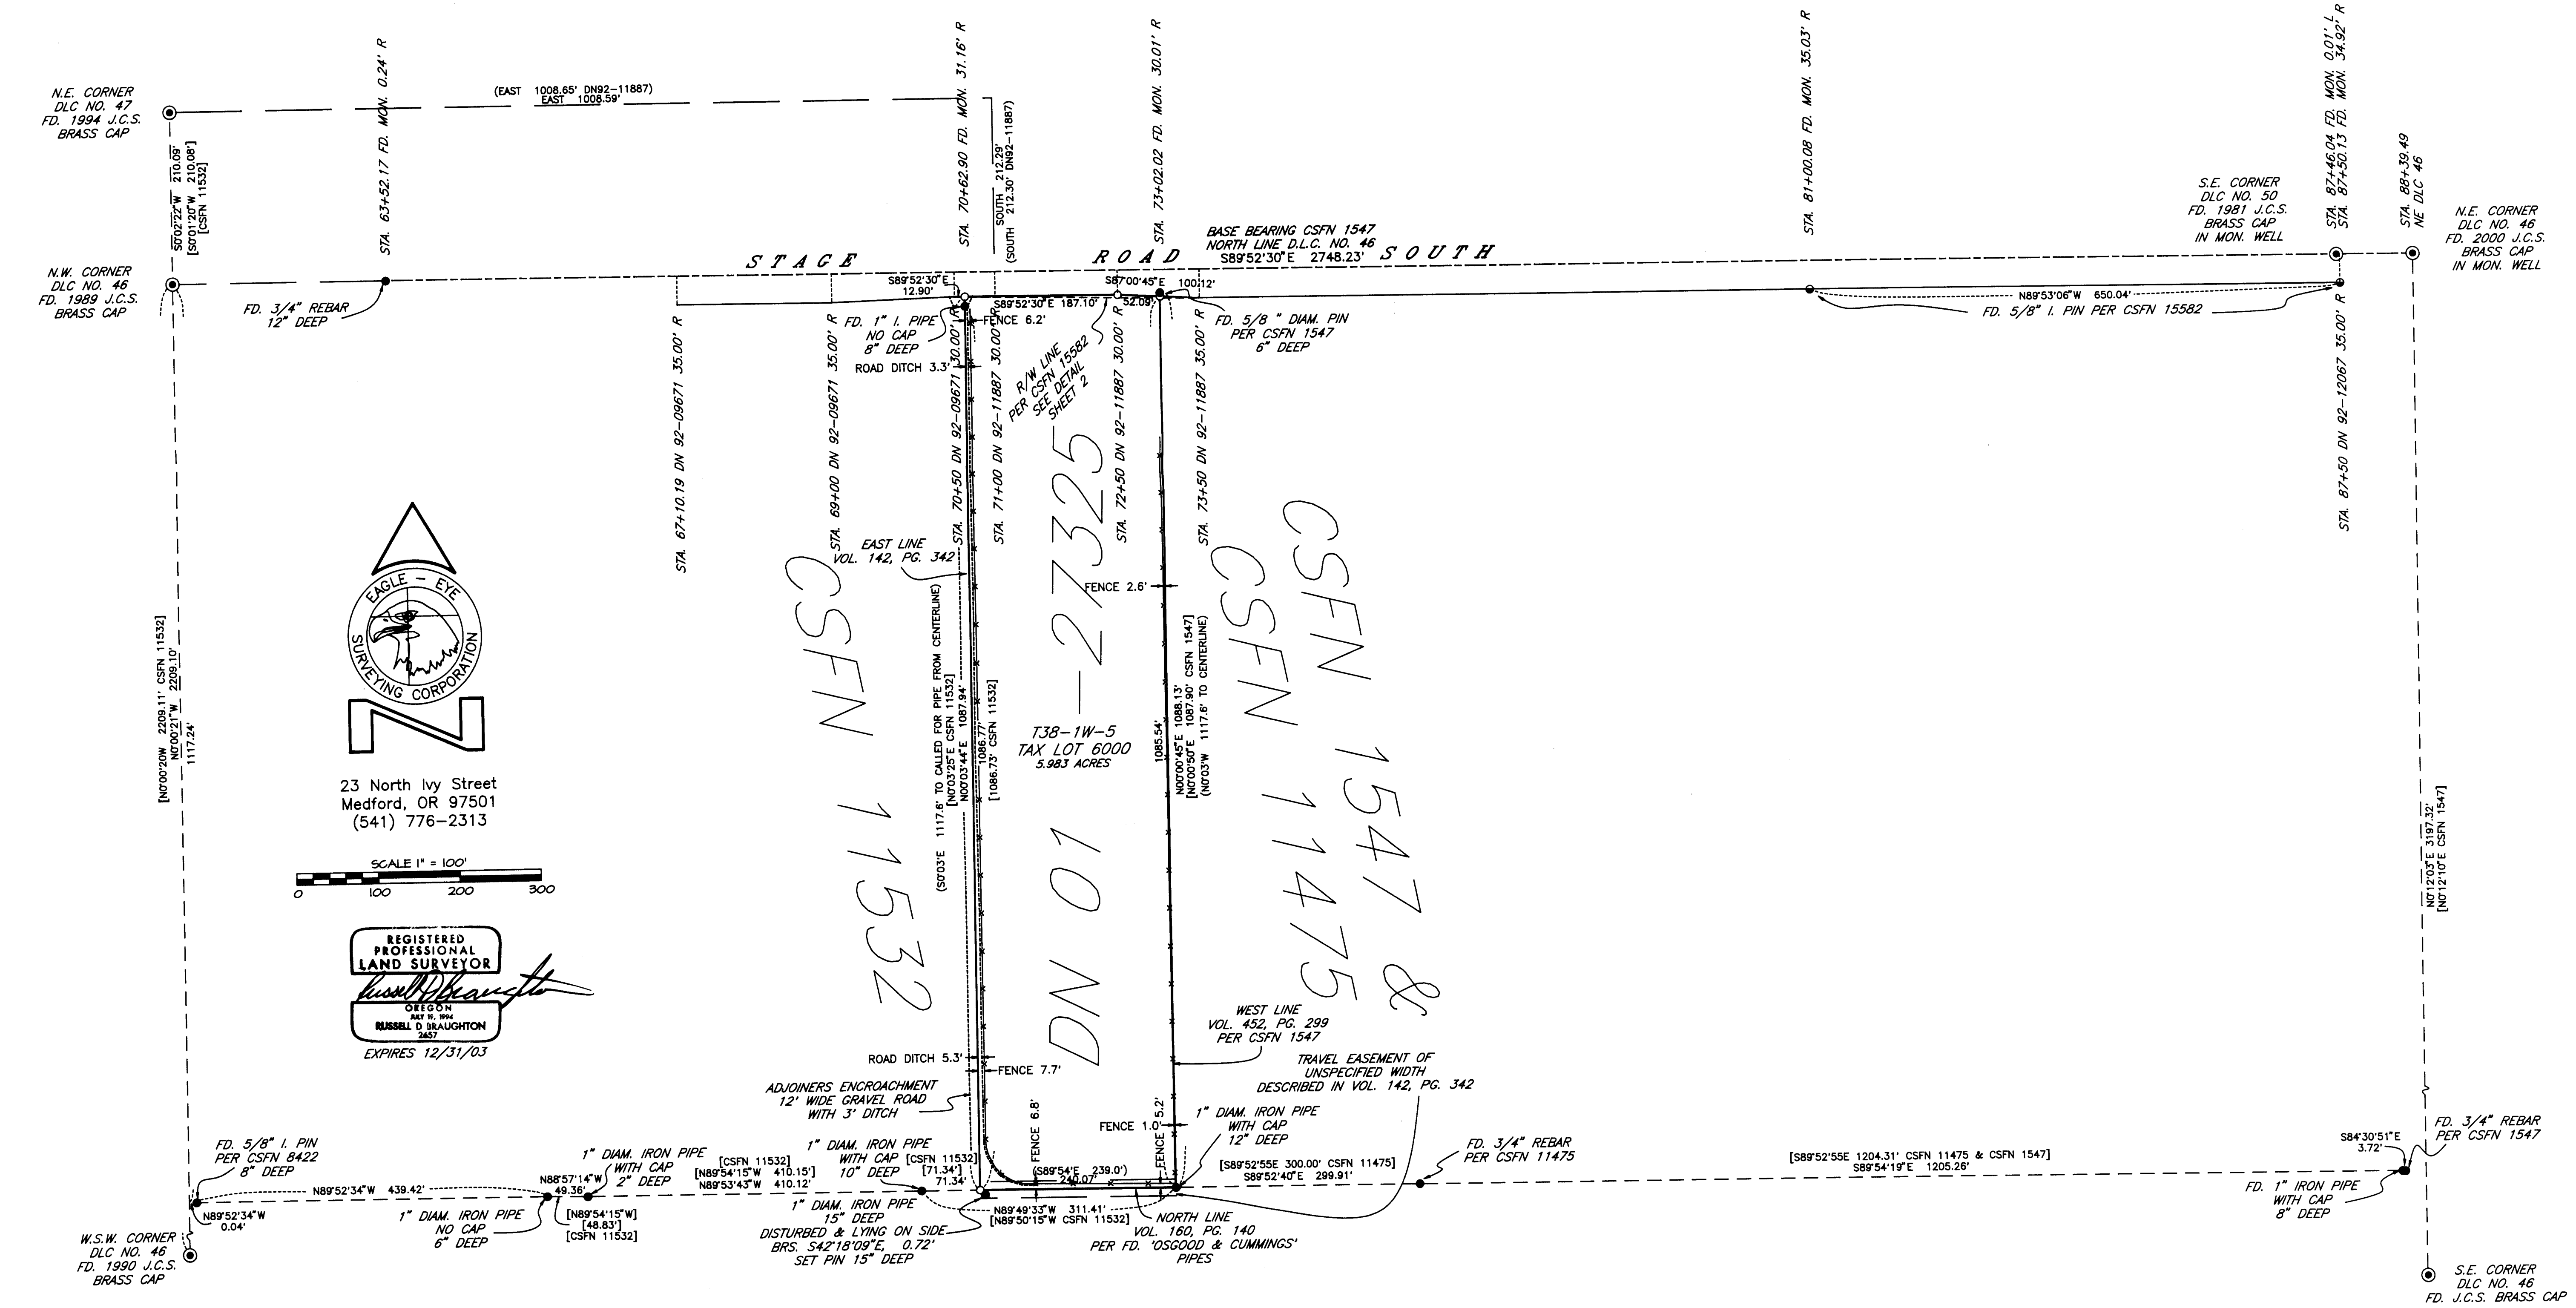 N.E. CORNER
DLC NO. 47
FD. 1994 J.C.S.
BRASS CAP
STA. 63+52.17 FD. MON. 0.24' R
(EAST 1008.65' DN92-11887)
EAST 1008.59'
STA. 70+62.90 FD. MON. 31.16' R
SOUTH 212.29'
(SOUTH 212.30' DN92-11887)
STA. 73+02.02 FD. MON. 30.01' R
STA. 81+00.08 FD. MON. 35.03' R
STA. 87+46.04 FD. MON. 0.01' L
STA. 87+50.13 FD. MON. 34.92' R
STA. 88+39.49
NE DLC 46
S0°02'22"W 210.09'
[S0°01'20"W 210.08']
[CSFN 11532]
S.E. CORNER
DLC NO. 50
FD. 1981 J.C.S.
BRASS CAP
IN MON. WELL
N.E. CORNER
DLC NO. 46
FD. 2000 J.C.S.
BRASS CAP
IN MON. WELL
BASE BEARING CSFN 1547
NORTH LINE D.L.C. NO. 46
S89°52'30"E 2748.23'
STAGE ROAD SOUTH
N.W. CORNER
DLC NO. 46
FD. 1989 J.C.S.
BRASS CAP
FD. 3/4" REBAR
12" DEEP
S89°52'30"E
12.90'
S89°52'30"E 187.10'
S87°00'45"E 100.12'
52.09'
N89°53'06"W 650.04'
FD. 5/8" I. PIN PER CSFN 15582
FD. 1" I. PIPE
NO CAP
8" DEEP
FENCE 6.2'
ROAD DITCH 3.3'
FD. 5/8 " DIAM. PIN
PER CSFN 1547
6" DEEP
R/W LINE
PER CSFN 15582
SEE DETAIL
SHEET 2
STA. 67+10.19 DN 92-09671 35.00' R
STA. 69+00 DN 92-09671 35.00' R
STA. 70+50 DN 92-09671 30.00' R
STA. 71+00 DN 92-11887 30.00' R
STA. 72+50 DN 92-11887 30.00' R
STA. 73+50 DN 92-11887 35.00' R
STA. 87+50 DN 92-12067 35.00' R
EAST LINE
VOL. 142, PG. 342
FENCE 2.6'
EAGLE - EYE
SURVEYING CORPORATION
N
23 North Ivy Street
Medford, OR 97501
(541) 776-2313
SCALE 1" = 100'
0 100 200 300
REGISTERED
PROFESSIONAL
LAND SURVEYOR
Russell D Braughton
OREGON
JULY 19, 1994
RUSSELL D BRAUGHTON
2657
EXPIRES 12/31/03
[N0°00'20W 2209.11' CSFN 11532]
N0°00'21"W 2209.10'
1117.24'
CSFN 11532
(S0°03'E 1117.6' TO CALLED FOR PIPE FROM CENTERLINE)
[N0°03'25"E CSFN 11532]
N00°03'44"E 1087.94'
1086.77'
[1086.73' CSFN 11532]
DN 01-27325
T38-1W-5
TAX LOT 6000
5.983 ACRES
1085.54'
N00°00'45"E 1088.13'
[N0°00'50"E 1087.90' CSFN 1547]
(N0°03'W 1117.6' TO CENTERLINE)
CSFN 1547 &
CSFN 11475
N0°12'03"E 3197.32'
[N0°12'10"E CSFN 1547]
ROAD DITCH 5.3'
FENCE 7.7'
ADJOINERS ENCROACHMENT
12' WIDE GRAVEL ROAD
WITH 3' DITCH
WEST LINE
VOL. 452, PG. 299
PER CSFN 1547
TRAVEL EASEMENT OF
UNSPECIFIED WIDTH
DESCRIBED IN VOL. 142, PG. 342
FENCE 6.8'
FENCE 1.0'
FENCE 5.2'
1" DIAM. IRON PIPE
WITH CAP
12" DEEP
FD. 5/8" I. PIN
PER CSFN 8422
8" DEEP
N89°52'34"W 439.42'
N89°52'34"W
0.04'
N88°57'14"W
49.36'
1" DIAM. IRON PIPE
WITH CAP
2" DEEP
1" DIAM. IRON PIPE
NO CAP
6" DEEP
[N89°54'15"W]
[48.83']
[CSFN 11532]
[CSFN 11532]
[N89°54'15"W 410.15']
N89°53'43"W 410.12'
1" DIAM. IRON PIPE
WITH CAP
10" DEEP
[CSFN 11532]
[71.34']
71.34'
(S89°54'E 239.0')
240.07'
1" DIAM. IRON PIPE
15" DEEP
DISTURBED & LYING ON SIDE
BRS. S42°18'09"E, 0.72'
SET PIN 15" DEEP
N89°49'33"W 311.41'
[N89°50'15"W CSFN 11532]
NORTH LINE
VOL. 160, PG. 140
PER FD. 'OSGOOD & CUMMINGS'
PIPES
[S89°52'55E 300.00' CSFN 11475]
S89°52'40"E 299.91'
FD. 3/4" REBAR
PER CSFN 11475
[S89°52'55E 1204.31' CSFN 11475 & CSFN 1547]
S89°54'19"E 1205.26'
S84°30'51"E
3.72'
FD. 3/4" REBAR
PER CSFN 1547
FD. 1" IRON PIPE
WITH CAP
8" DEEP
W.S.W. CORNER
DLC NO. 46
FD. 1990 J.C.S.
BRASS CAP
S.E. CORNER
DLC NO. 46
FD. J.C.S. BRASS CAP